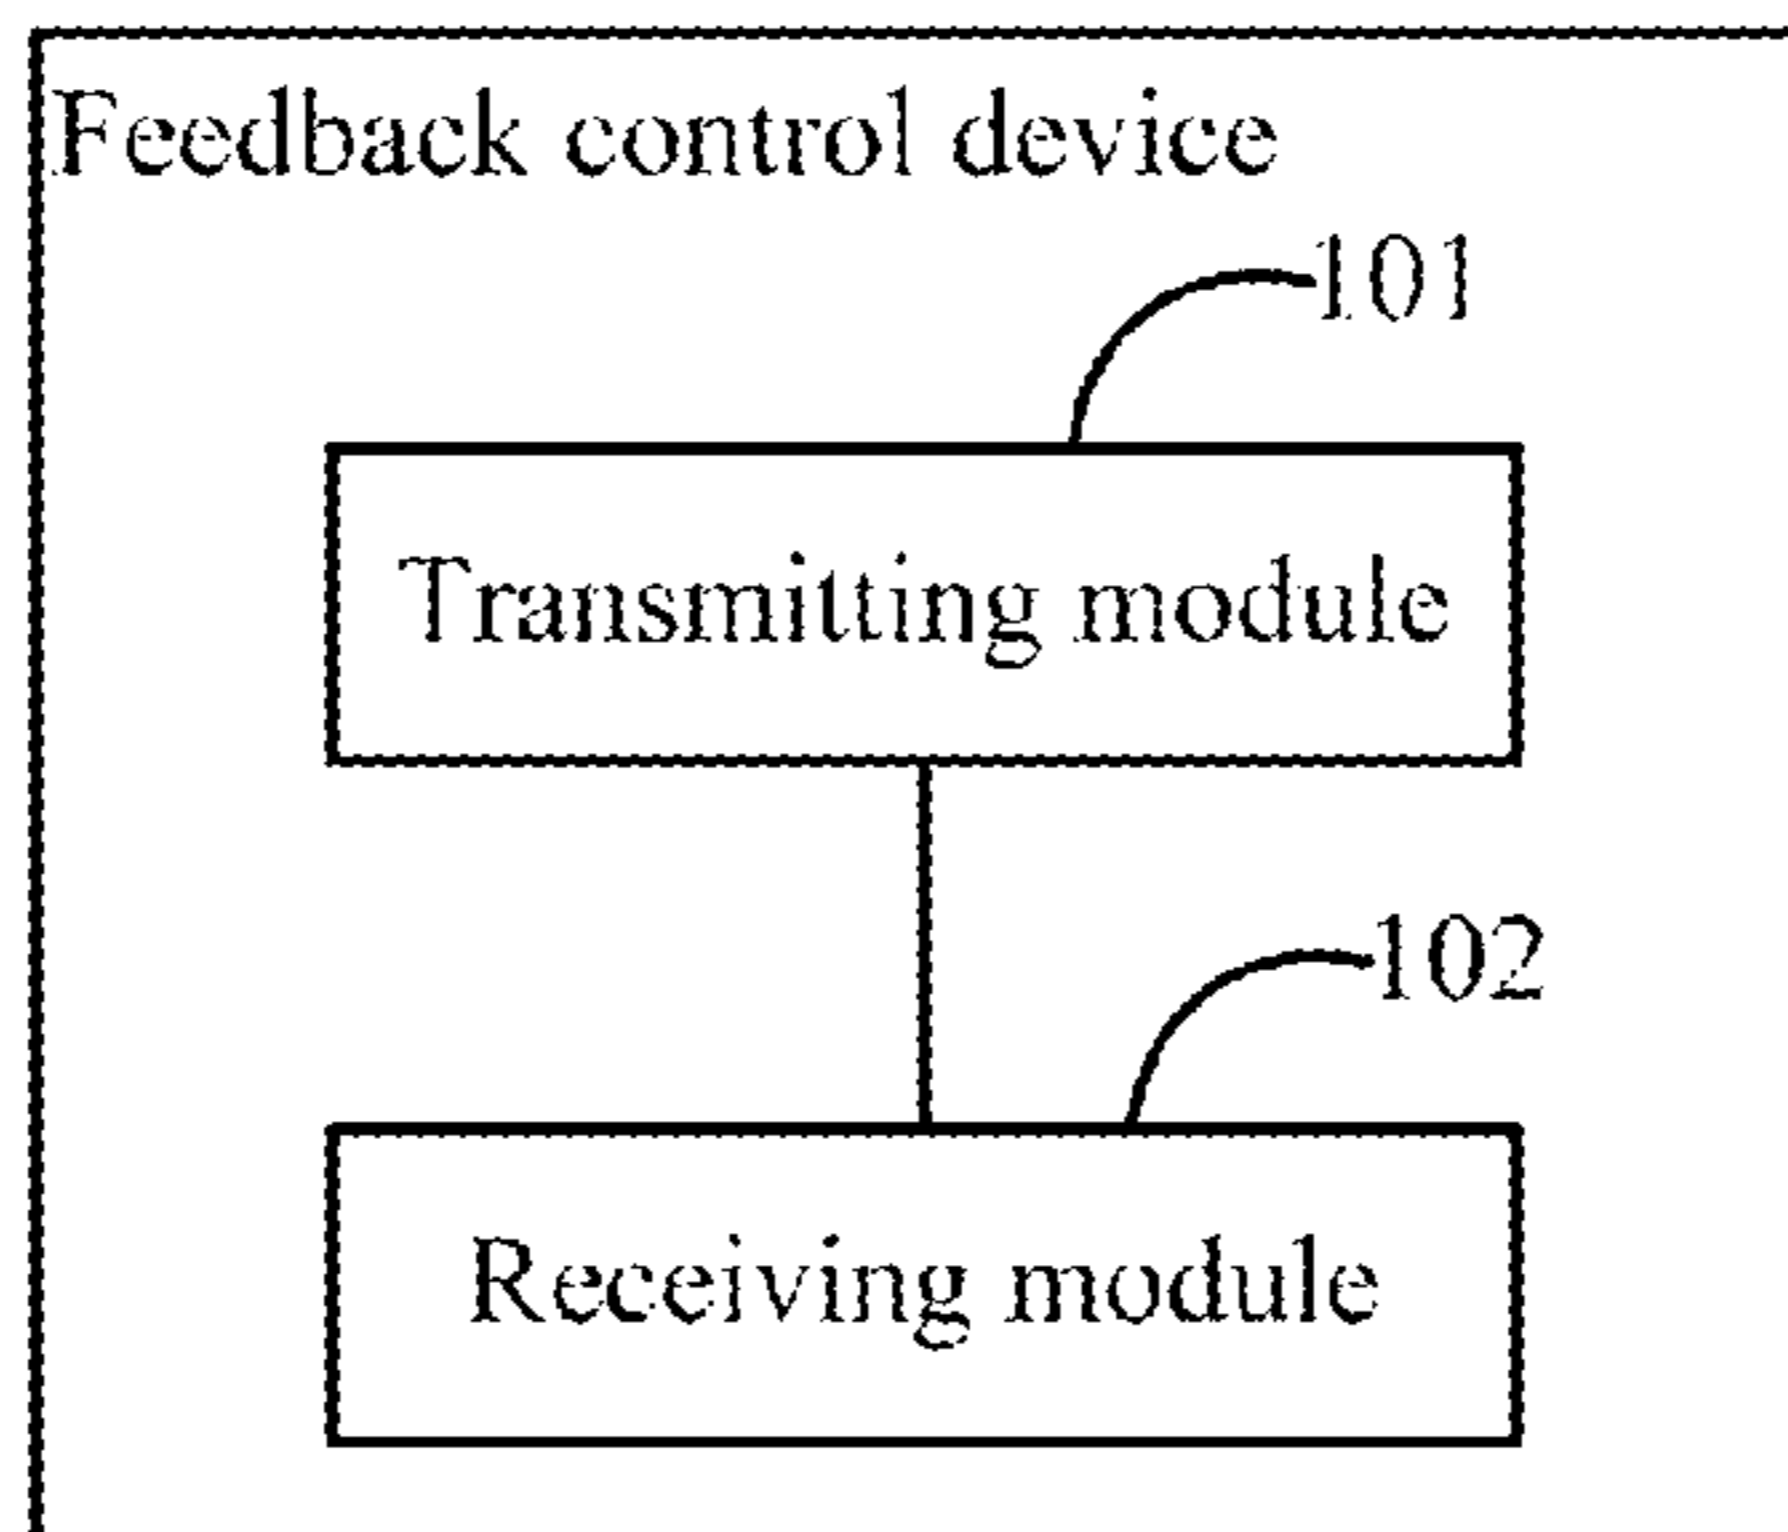 Feedback control device
101
Transmitting module
102
Receiving module